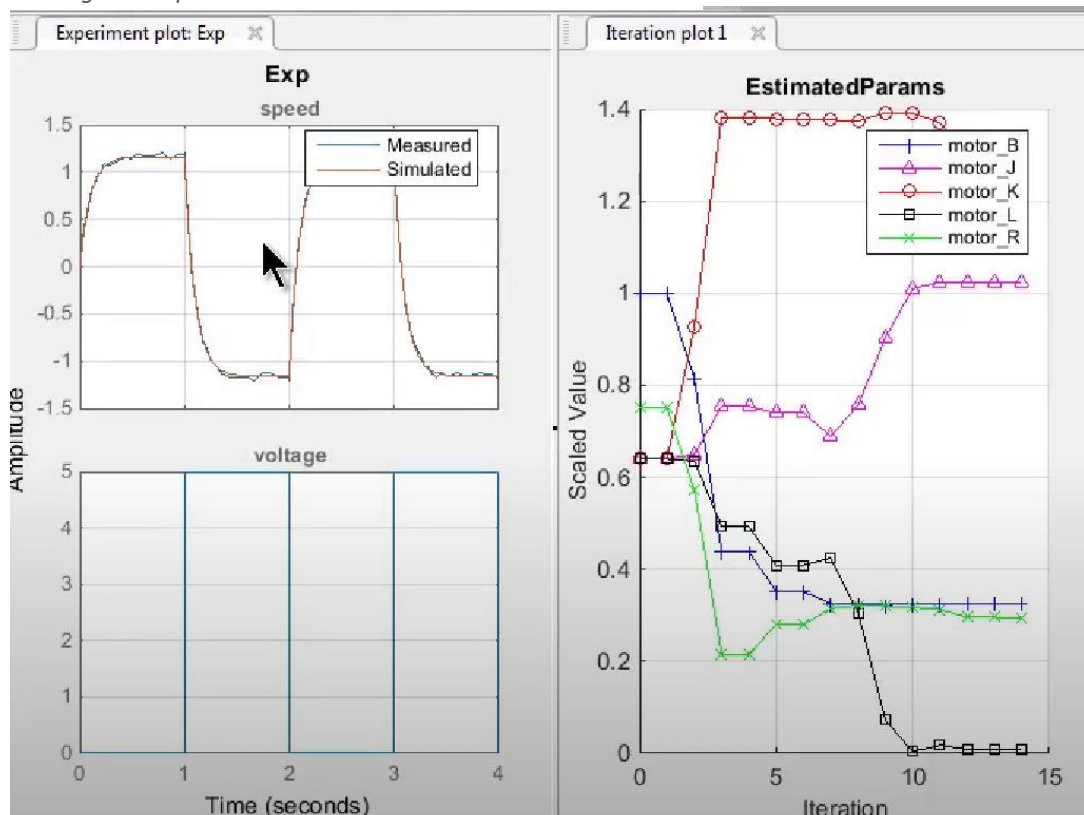 Experiment plot: Exp
Exp
speed
1.5
1
0.5
0
-0.5
-1
-1.5
Measured
Simulated
Amplitude
voltage
5
4
3
2
1
0
0 1 2 3 4
Time (seconds)
Iteration plot 1
EstimatedParams
1.4
1.2
1
0.8
0.6
0.4
0.2
0
motor_B
motor_J
motor_K
motor_L
motor_R
Scaled Value
0 5 10 15
Iteration